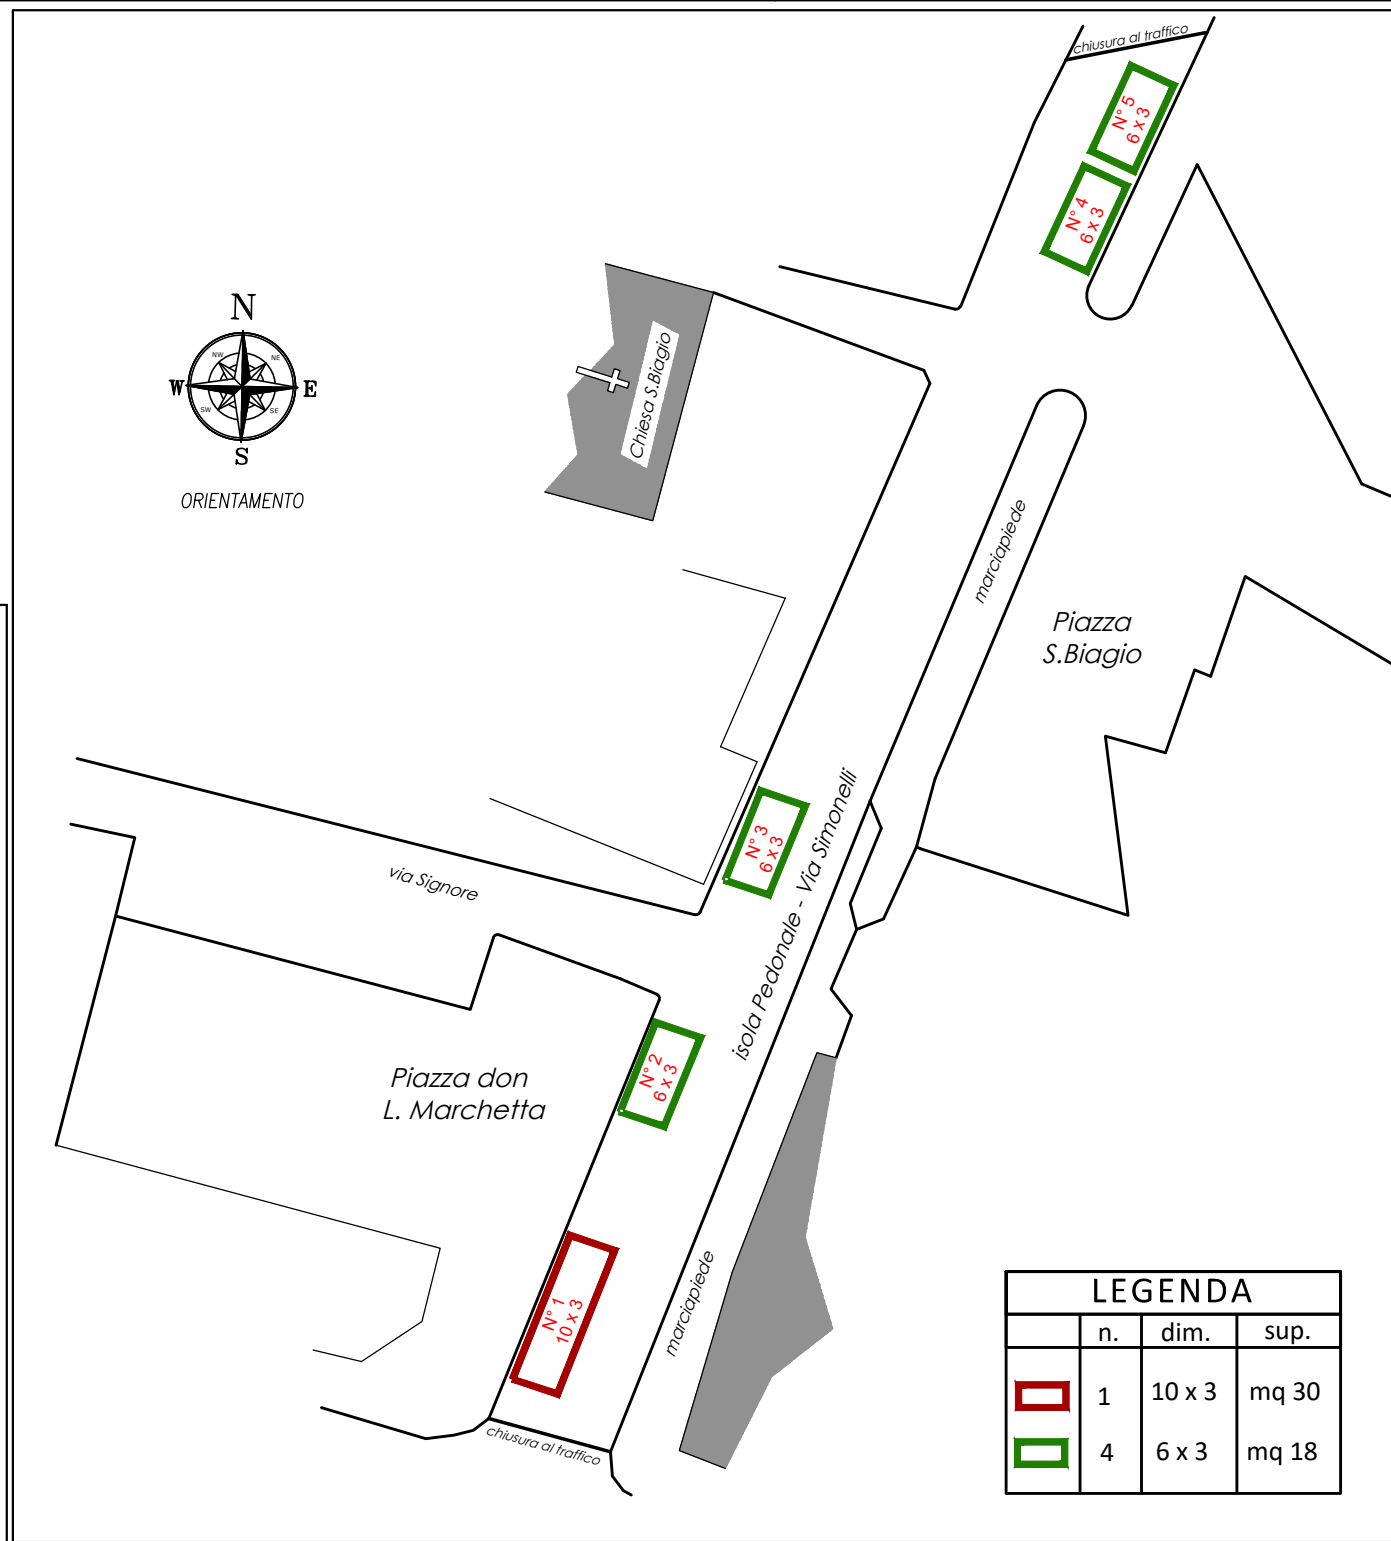 chiusura al traffico
N° 5
6 x 3
N° 4
6 x 3
N
NW
NE
W
E
SW
SE
S
ORIENTAMENTO
Chiesa S.Biagio
marciapiede
Piazza
S.Biagio
N° 3
6 x 3
isola Pedonale - Via Simonelli
via Signore
N° 2
6 x 3
Piazza don
L. Marchetta
N° 1
10 x 3
marciapiede
chiusura al traffico
LEGENDA
n. dim. sup.
1 10 x 3 mq 30
4 6 x 3 mq 18